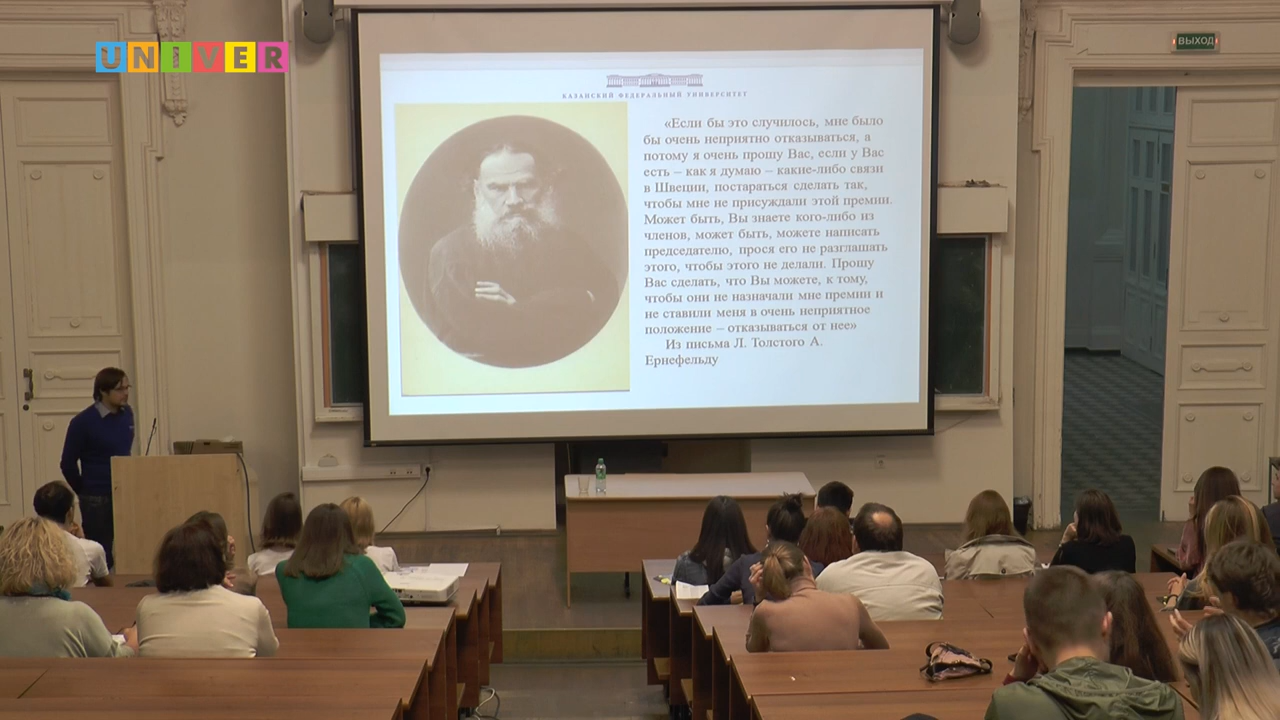 UNIVER
ВЫХОД
КАЗАНСКИЙ ФЕДЕРАЛЬНЫЙ УНИВЕРСИТЕТ
«Если бы это случилось, мне было
бы очень неприятно отказываться, а
потому я очень прошу Вас, если у Вас
есть – как я думаю – какие-либо связи
в Швеции, постараться сделать так,
чтобы мне не присуждали этой премии.
Может быть, Вы знаете кого-либо из
членов, может быть, можете написать
председателю, прося его не разглашать
этого, чтобы этого не делали. Прошу
Вас сделать, что Вы можете, к тому,
чтобы они не назначали мне премии и
не ставили меня в очень неприятное
положение – отказываться от нее»
Из письма Л. Толстого А.
Ернефельду